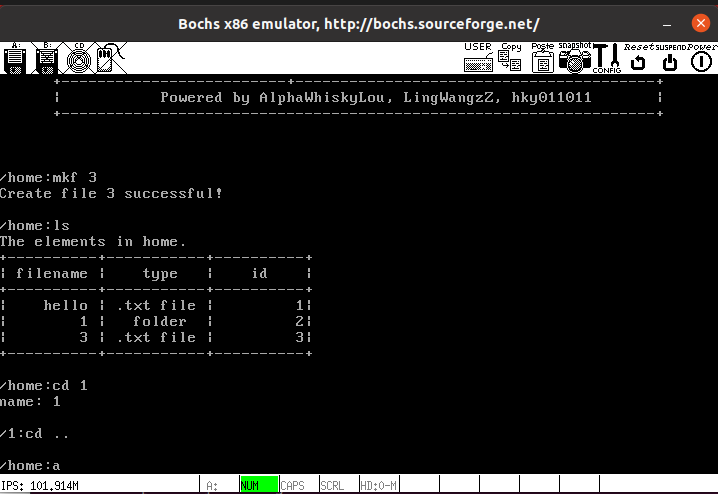 Bochs x86 emulator, http://bochs.sourceforge.net/
A: B: CD USER Copy Paste snapshot CONFIG Reset SUSPEND Power
+----------------------------+------------------------------------+
¦ Powered by AlphaWhiskyLou, LingWangzZ, hky011011 ¦
+-----------------------------------------------------------------+
/home:mkf 3
Create file 3 successful!
/home:ls
The elements in home.
+----------+------------+----------+
¦ filename ¦ type ¦ id ¦
+----------+------------+----------+
¦ hello ¦ .txt file ¦ 1¦
¦ 1 ¦ folder ¦ 2¦
¦ 3 ¦ .txt file ¦ 3¦
+----------+------------+----------+
/home:cd 1
name: 1
/1:cd ..
/home:a
IPS: 101.914M A: NUM CAPS SCRL HD:0-M